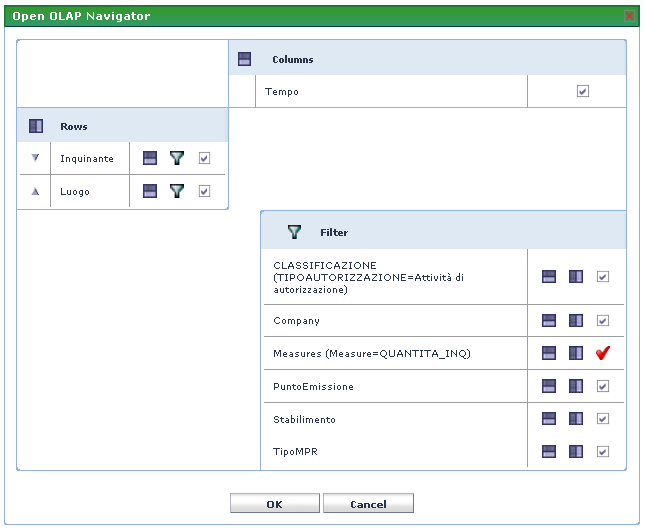 Open OLAP Navigator
Columns
Tempo
Rows
Inquinante
Luogo
Filter
CLASSIFICAZIONE
(TIPOAUTORIZZAZIONE=Attività di
autorizzazione)
Company
Measures (Measure=QUANTITA_INQ)
PuntoEmissione
Stabilimento
TipoMPR
OK
Cancel